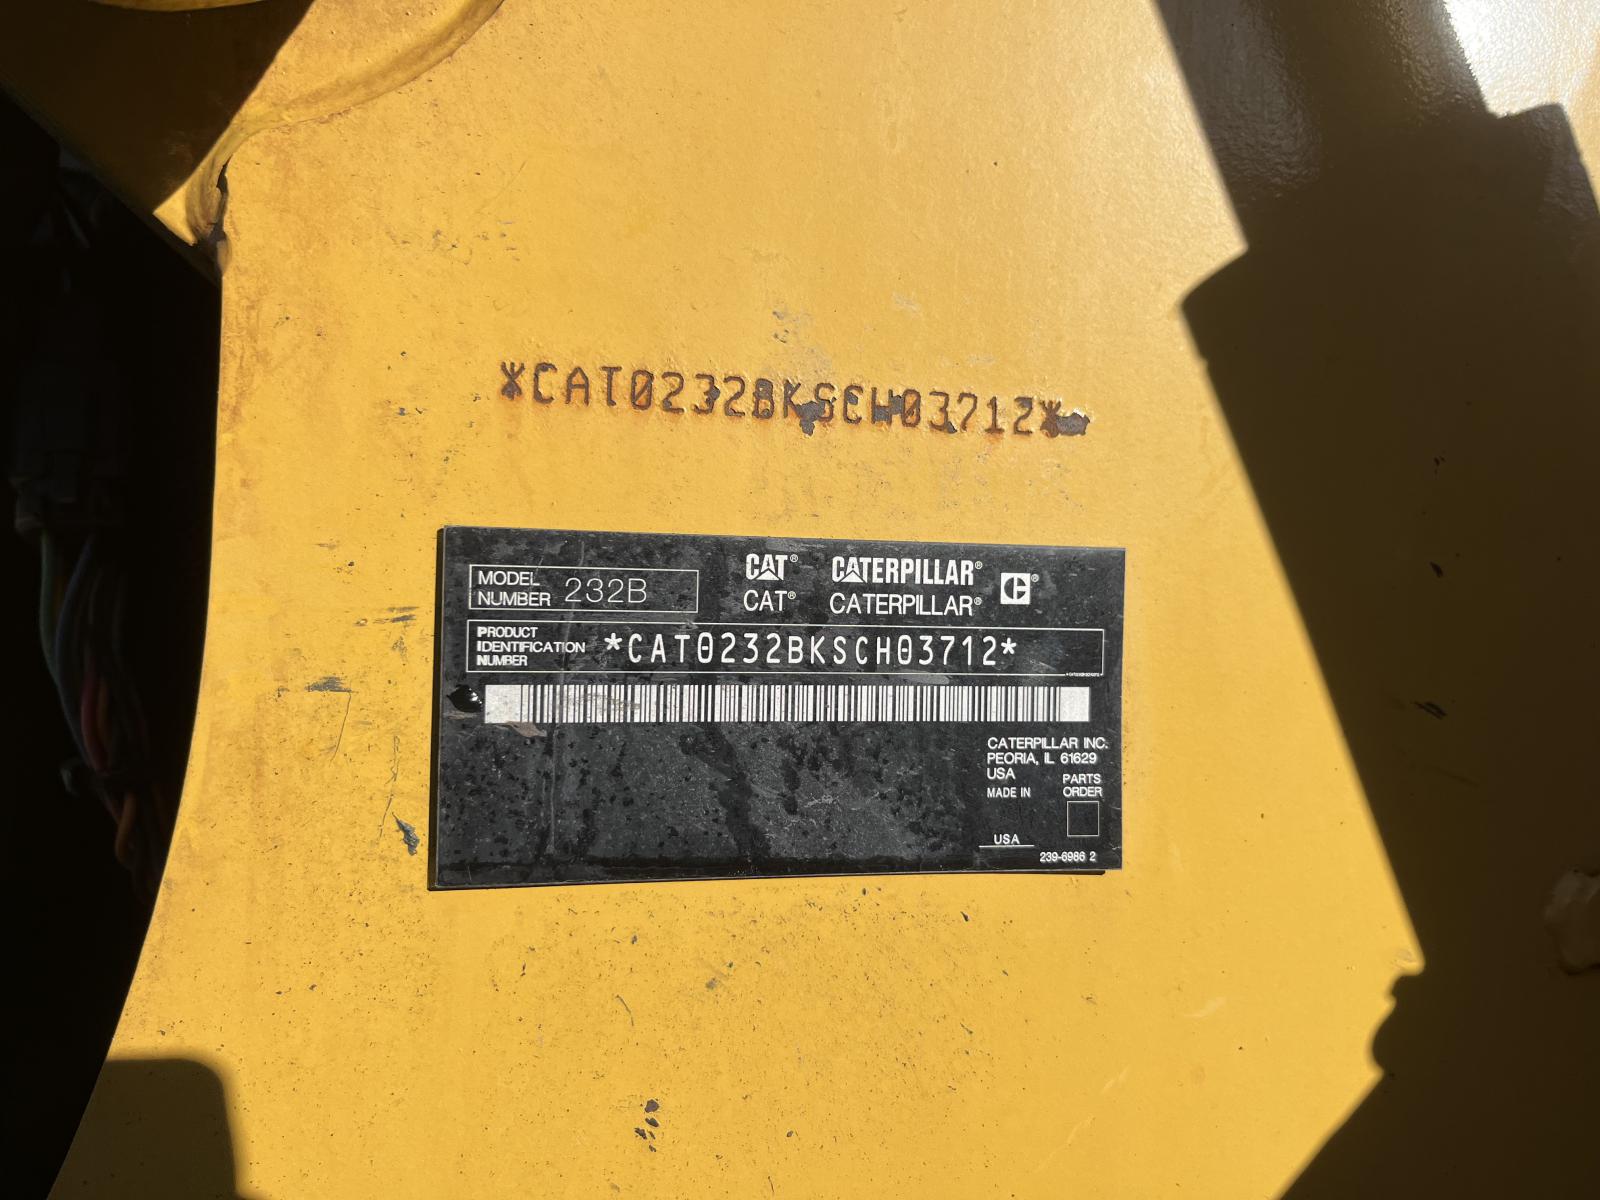 *CAT0232BKSCH03712*
MODEL NUMBER 232B
CAT® CATERPILLAR®
CAT® CATERPILLAR®
PRODUCT IDENTIFICATION NUMBER *CAT0232BKSCH03712*
CATERPILLAR INC.
PEORIA, IL 61629
USA
PARTS
MADE IN ORDER
USA
239-6986 2